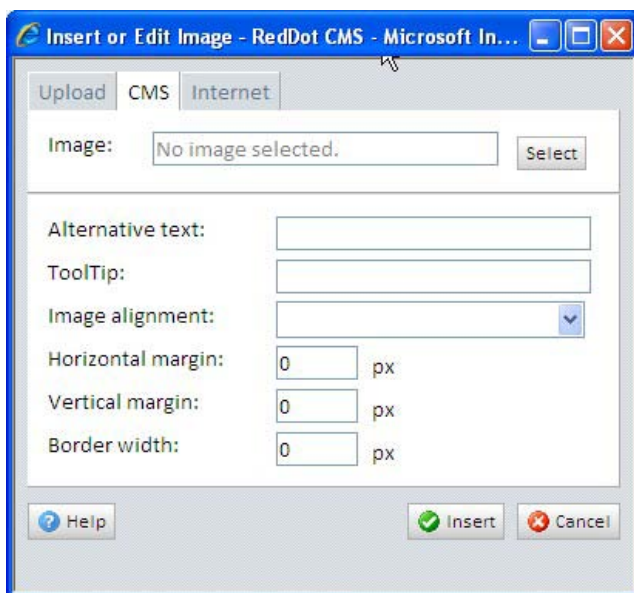 Insert or Edit Image - RedDot CMS - Microsoft In...
Upload CMS Internet
Image: No image selected. Select
Alternative text:
ToolTip:
Image alignment:
Horizontal margin: 0 px
Vertical margin: 0 px
Border width: 0 px
Help Insert Cancel